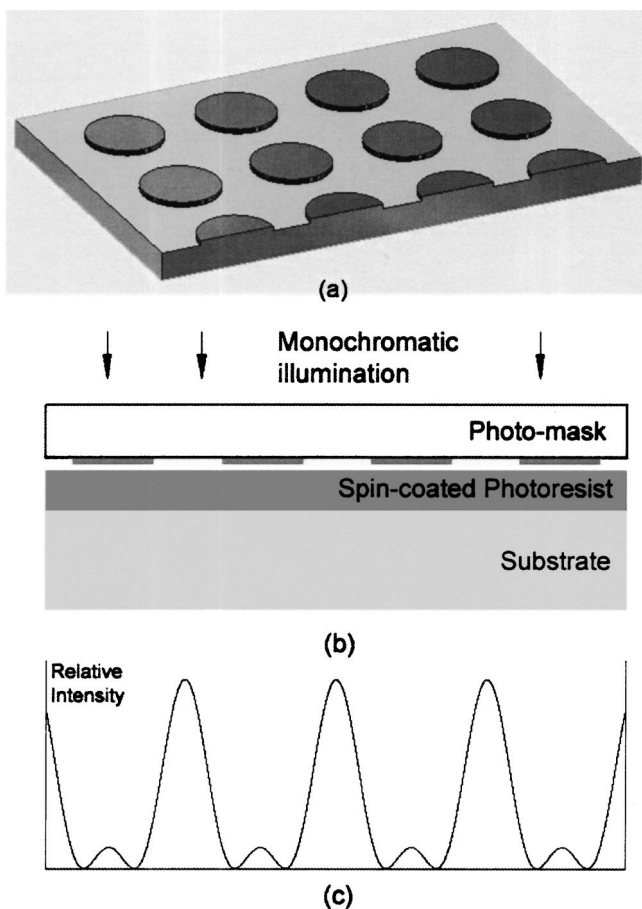 (a)
Monochromatic
illumination
Photo-mask
Spin-coated Photoresist
Substrate
(b)
Relative
Intensity
(c)